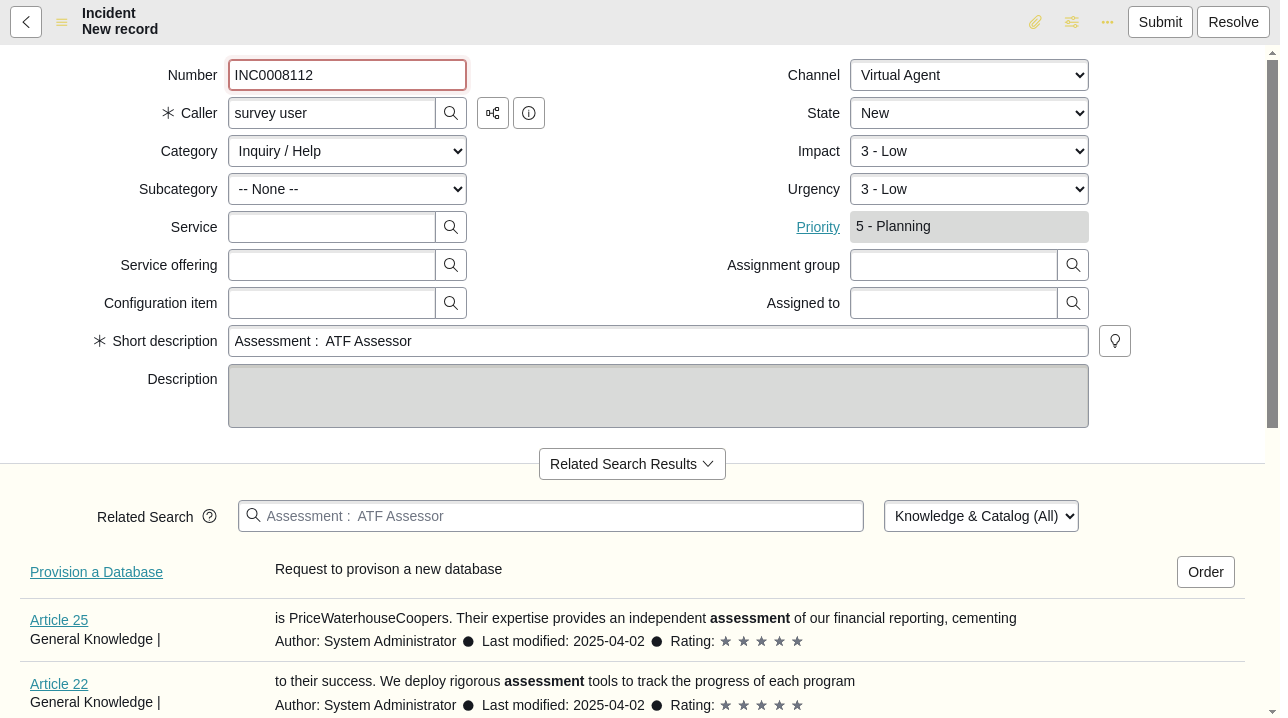 Incident
New record
Submit
Resolve
Number
INC0008112
Channel
Virtual Agent
Caller
survey user
State
New
Category
Inquiry / Help
Impact
3 - Low
Subcategory
-- None --
Urgency
3 - Low
Service
Priority
5 - Planning
Service offering
Assignment group
Configuration item
Assigned to
Short description
Assessment :  ATF Assessor
Description
Related Search Results
Related Search
Assessment :  ATF Assessor
Knowledge & Catalog (All)
Provision a Database
Request to provison a new database
Order
Article 25
General Knowledge |
is PriceWaterhouseCoopers. Their expertise provides an independent assessment of our financial reporting, cementing
Author: System Administrator ● Last modified: 2025-04-02 ● Rating: ★ ★ ★ ★ ★
Article 22
General Knowledge |
to their success. We deploy rigorous assessment tools to track the progress of each program
Author: System Administrator ● Last modified: 2025-04-02 ● Rating: ★ ★ ★ ★ ★